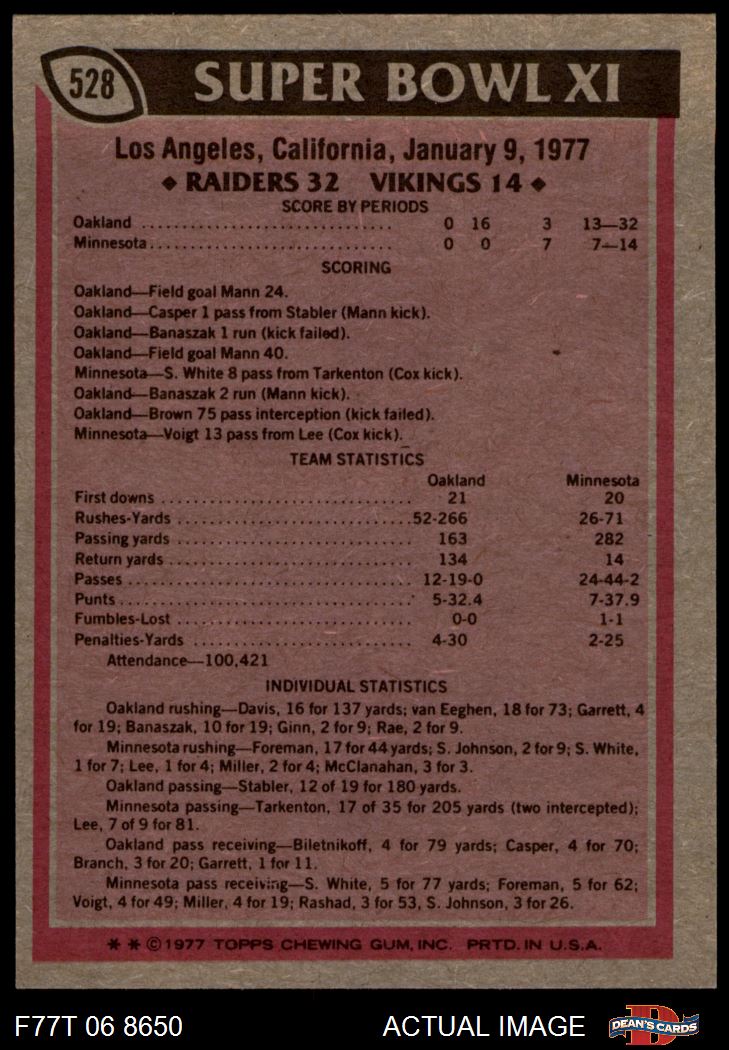 528 SUPER BOWL XI
Los Angeles, California, January 9, 1977
◆ RAIDERS 32 VIKINGS 14 ◆
SCORE BY PERIODS
Oakland .............................. 0 16 3 13—32
Minnesota ............................. 0 0 7 7—14
SCORING
Oakland—Field goal Mann 24.
Oakland—Casper 1 pass from Stabler (Mann kick).
Oakland—Banaszak 1 run (kick failed).
Oakland—Field goal Mann 40.
Minnesota—S. White 8 pass from Tarkenton (Cox kick).
Oakland—Banaszak 2 run (Mann kick).
Oakland—Brown 75 pass interception (kick failed).
Minnesota—Voigt 13 pass from Lee (Cox kick).
TEAM STATISTICS
Oakland Minnesota
First downs .............................. 21 20
Rushes-Yards ............................ 52-266 26-71
Passing yards ............................ 163 282
Return yards ............................. 134 14
Passes .................................. 12-19-0 24-44-2
Punts ................................... 5-32.4 7-37.9
Fumbles-Lost ............................ 0-0 1-1
Penalties-Yards .......................... 4-30 2-25
Attendance—100,421
INDIVIDUAL STATISTICS
Oakland rushing—Davis, 16 for 137 yards; van Eeghen, 18 for 73; Garrett, 4
for 19; Banaszak, 10 for 19; Ginn, 2 for 9; Rae, 2 for 9.
Minnesota rushing—Foreman, 17 for 44 yards; S. Johnson, 2 for 9; S. White,
1 for 7; Lee, 1 for 4; Miller, 2 for 4; McClanahan, 3 for 3.
Oakland passing—Stabler, 12 of 19 for 180 yards.
Minnesota passing—Tarkenton, 17 of 35 for 205 yards (two intercepted);
Lee, 7 of 9 for 81.
Oakland pass receiving—Biletnikoff, 4 for 79 yards; Casper, 4 for 70;
Branch, 3 for 20; Garrett, 1 for 11.
Minnesota pass receiving—S. White, 5 for 77 yards; Foreman, 5 for 62;
Voigt, 4 for 49; Miller, 4 for 19; Rashad, 3 for 53, S. Johnson, 3 for 26.
* * ©1977 TOPPS CHEWING GUM, INC. PRTD. IN U.S.A.
F77T 06 8650 ACTUAL IMAGE D DEAN'S CARDS